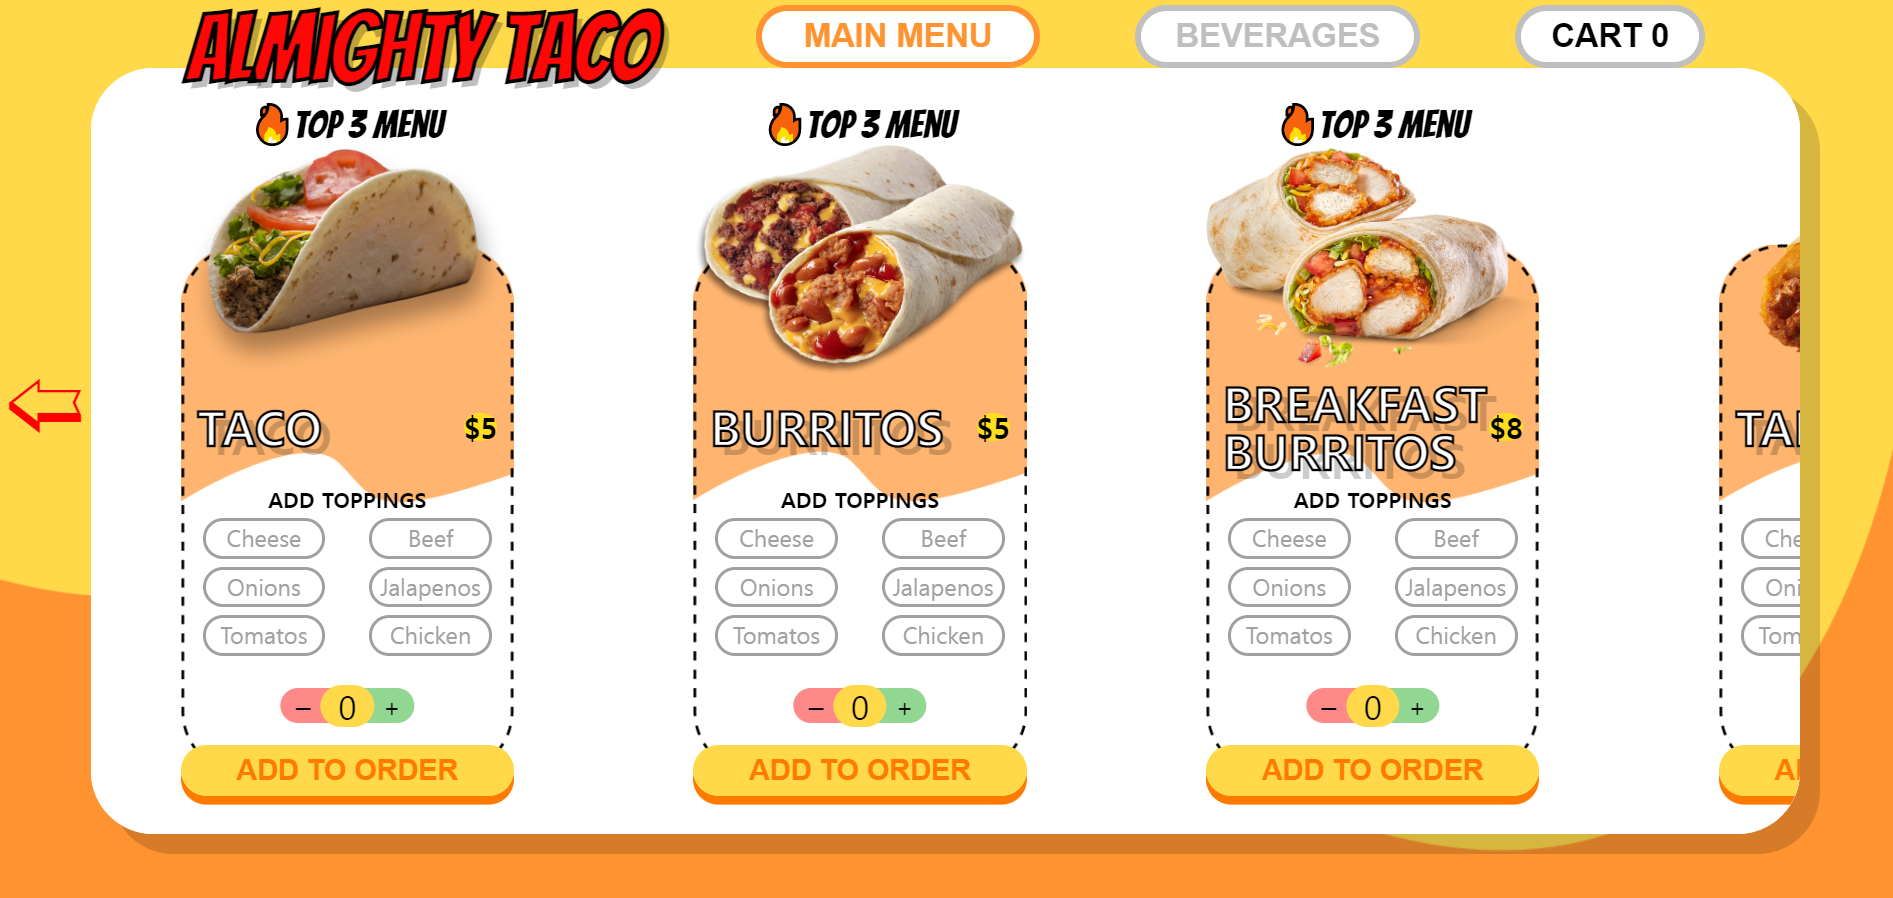 ALMIGHTY TACO
MAIN MENU
BEVERAGES
CART 0
TOP 3 MENU
TACO
$5
ADD TOPPINGS
Cheese
Beef
Onions
Jalapenos
Tomatos
Chicken
– 0 +
ADD TO ORDER
TOP 3 MENU
BURRITOS
$5
ADD TOPPINGS
Cheese
Beef
Onions
Jalapenos
Tomatos
Chicken
– 0 +
ADD TO ORDER
TOP 3 MENU
BREAKFAST
BURRITOS
$8
ADD TOPPINGS
Cheese
Beef
Onions
Jalapenos
Tomatos
Chicken
– 0 +
ADD TO ORDER